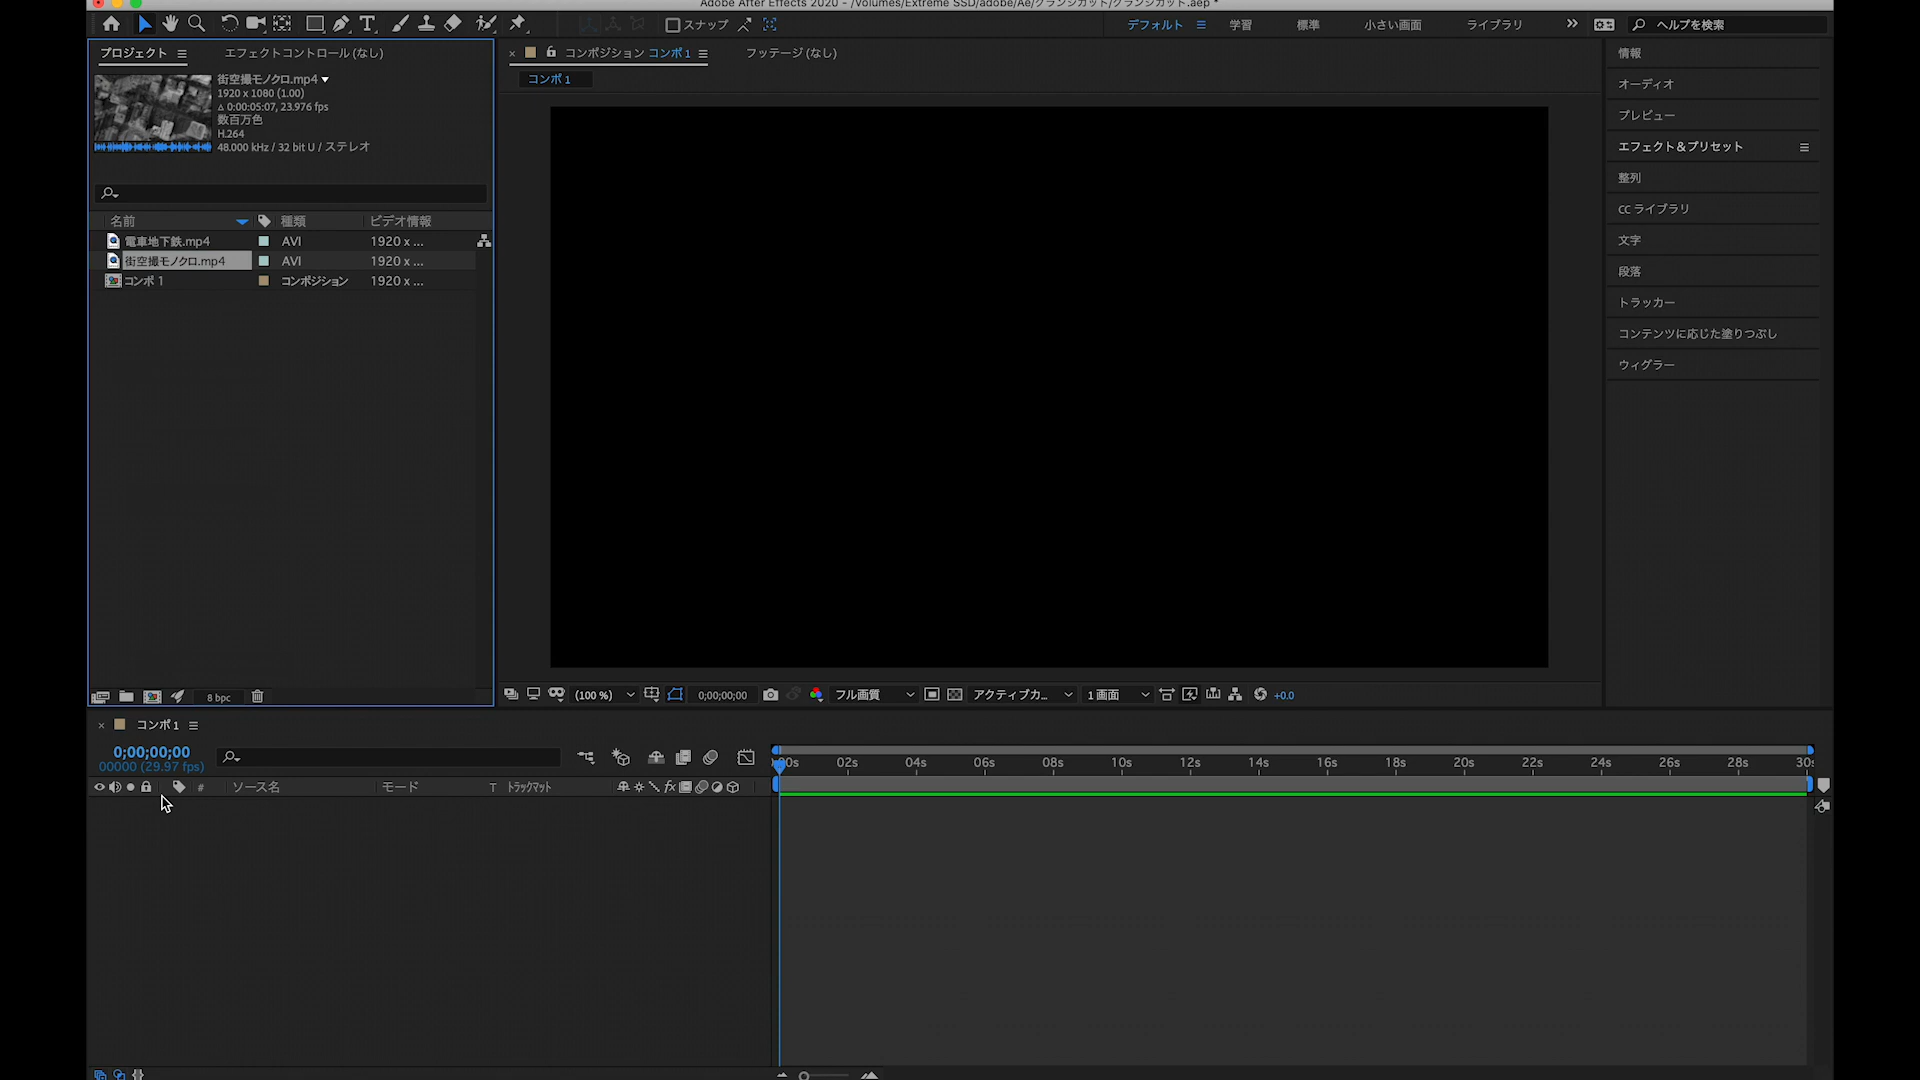 Adobe After Effects 2020 - /Volumes/Extreme SSD/adobe/Ae/グランジカット/グランジカット.aep *
スナップ
デフォルト
学習
標準
小さい画面
ライブラリ
ヘルプを検索
プロジェクト
エフェクトコントロール (なし)
コンポジション コンポ 1
フッテージ (なし)
コンポ 1
街空撮モノクロ.mp4
1920 x 1080 (1.00)
△ 0:00:05:07, 23.976 fps
数百万色
H.264
48.000 kHz / 32 bit U / ステレオ
名前
種類
ビデオ情報
電車地下鉄.mp4
AVI
1920 x ...
街空撮モノクロ.mp4
AVI
1920 x ...
コンポ 1
コンポジション
1920 x ...
情報
オーディオ
プレビュー
エフェクト＆プリセット
整列
CC ライブラリ
文字
段落
トラッカー
コンテンツに応じた塗りつぶし
ウィグラー
8 bpc
(100 %)
0;00;00;00
フル画質
アクティブカ...
1 画面
+0.0
コンポ 1
0;00;00;00
00000 (29.97 fps)
# ソース名
モード
T トラックマット
fx
00s 02s 04s 06s 08s 10s 12s 14s 16s 18s 20s 22s 24s 26s 28s 30s